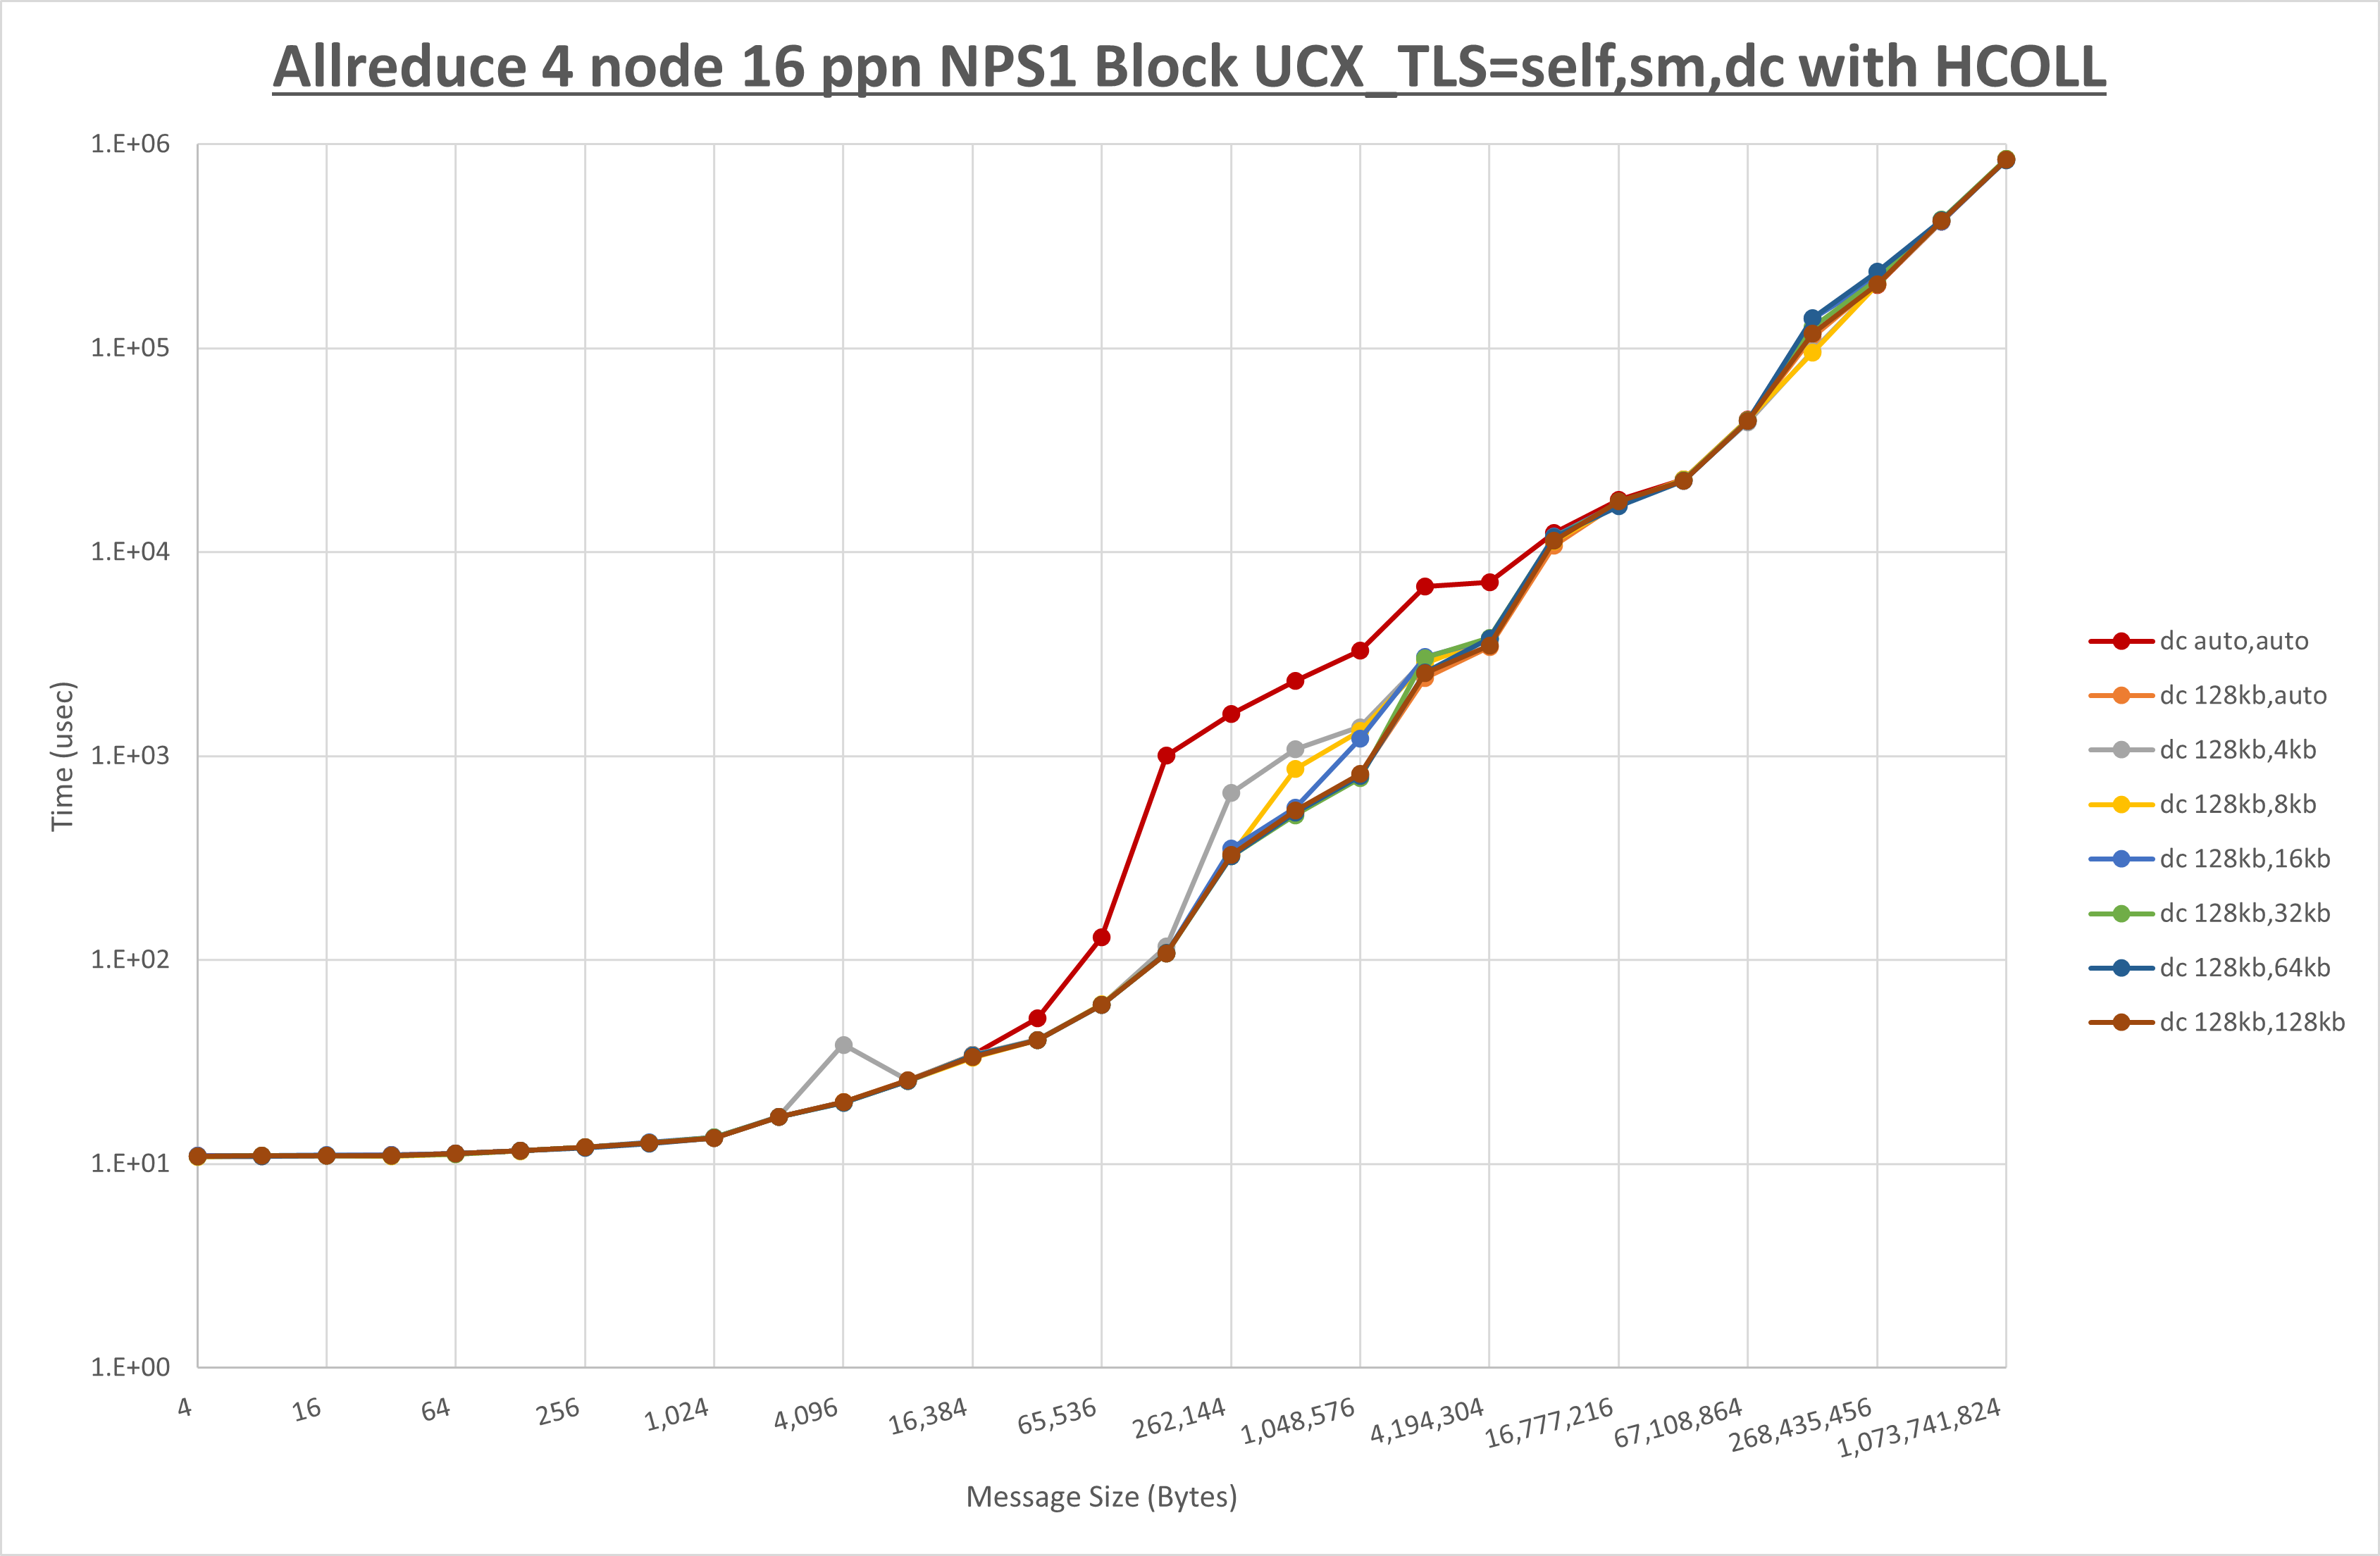 Allreduce 4 node 16 ppn NPS1 Block UCX_TLS=self,sm,dc with HCOLL
1.E+06
1.E+05
1.E+04
1.E+03
1.E+02
1.E+01
1.E+00
Time (usec)
4
16
64
256
1,024
4,096
16,384
65,536
262,144
1,048,576
4,194,304
16,777,216
67,108,864
268,435,456
1,073,741,824
Message Size (Bytes)
dc auto,auto
dc 128kb,auto
dc 128kb,4kb
dc 128kb,8kb
dc 128kb,16kb
dc 128kb,32kb
dc 128kb,64kb
dc 128kb,128kb